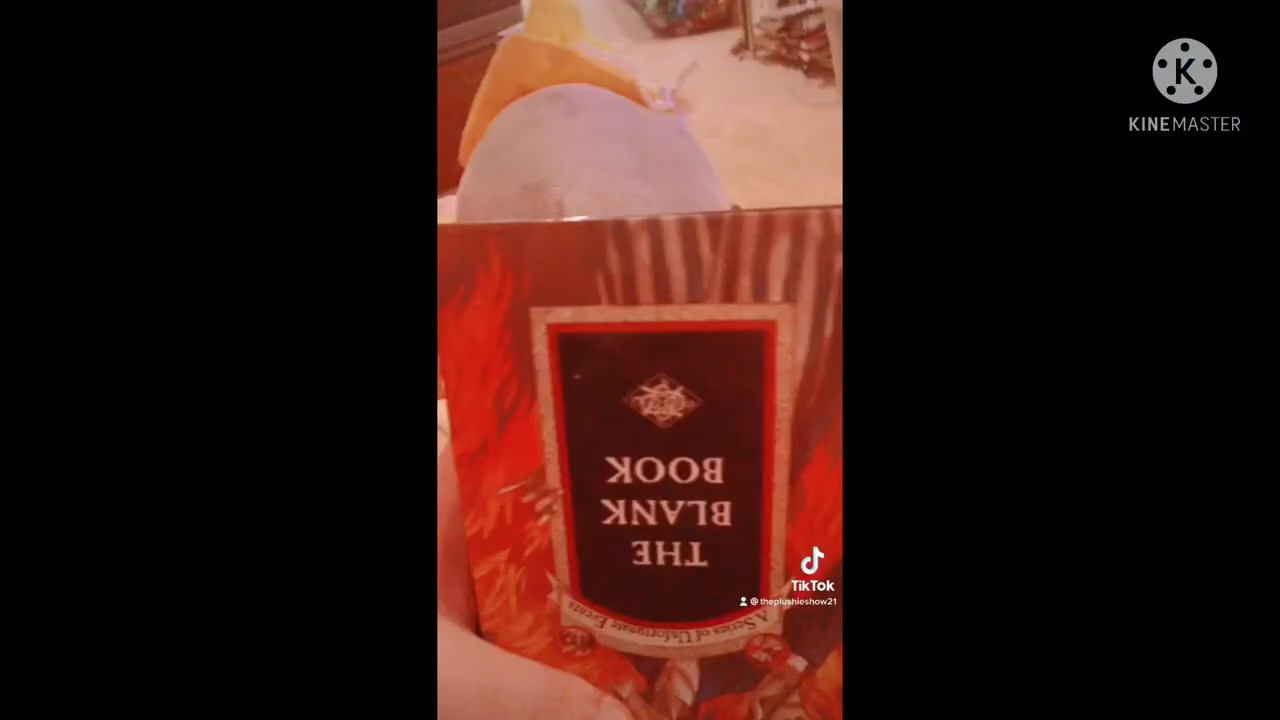 KINEMASTER
A Series of Unfortunate Events
THE
BLANK
BOOK
TikTok
@theplushieshow21